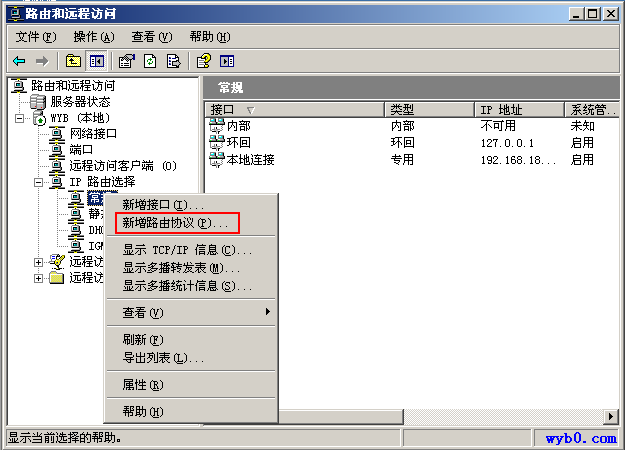 路由和远程访问
文件(F) 操作(A) 查看(V) 帮助(H)
路由和远程访问
服务器状态
WYB (本地)
网络接口
端口
远程访问客户端 (0)
IP 路由选择
常规
接口 类型 IP 地址 系统管..
内部 内部 不可用 未知
环回 环回 127.0.0.1 启用
本地连接 专用 192.168.18... 启用
新增接口(I)...
新增路由协议(P)...
显示 TCP/IP 信息(C)...
显示多播转发表(M)...
显示多播统计信息(S)...
查看(V)
刷新(F)
导出列表(L)...
属性(R)
帮助(H)
静
DHC
IGM
远程访
远程访
显示当前选择的帮助。
wyb0.com